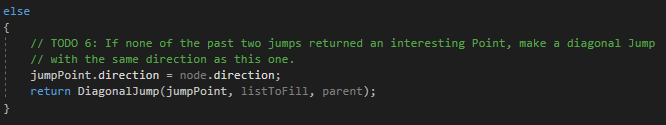 else
{
// TODO 6: If none of the past two jumps returned an interesting Point, make a diagonal Jump
// with the same direction as this one.
jumpPoint.direction = node.direction;
return DiagonalJump(jumpPoint, listToFill, parent);
}